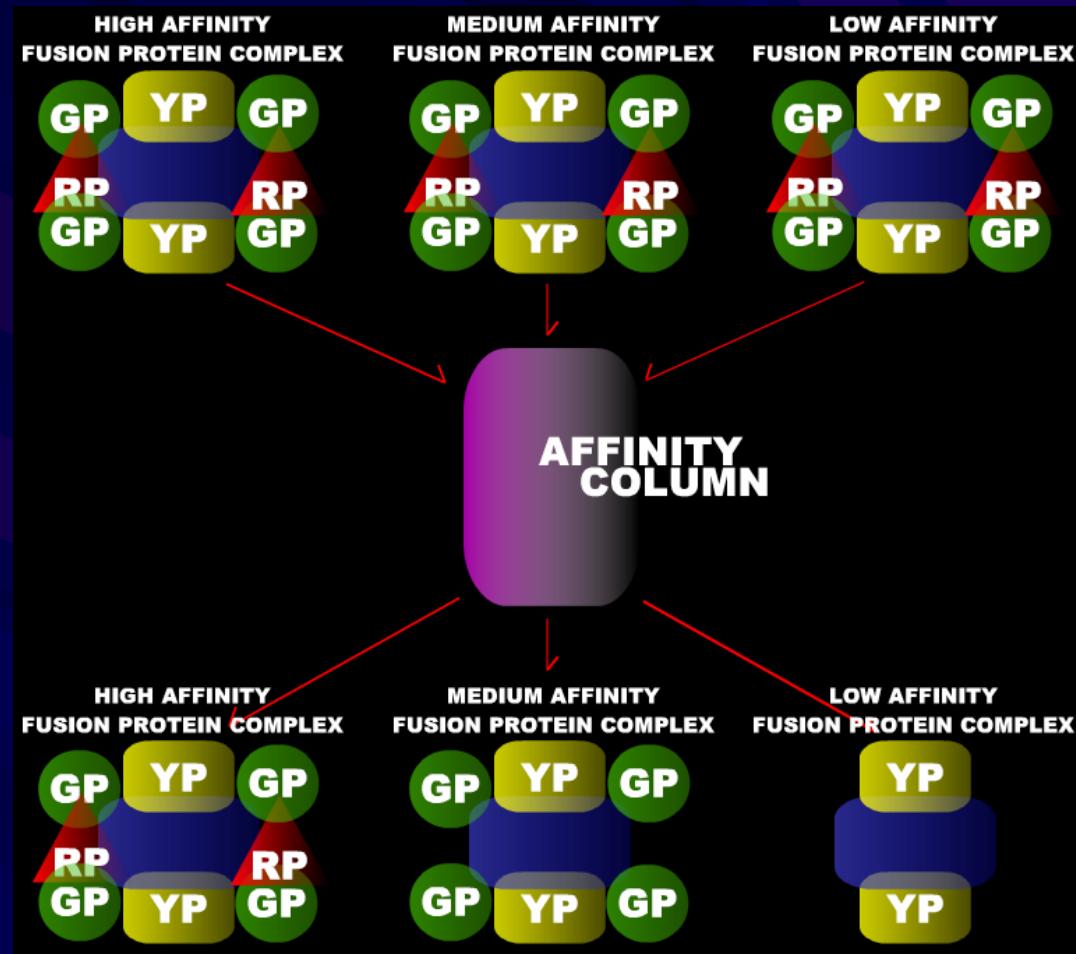 HIGH AFFINITY
FUSION PROTEIN COMPLEX
GP YP GP
RP RP
GP YP GP
MEDIUM AFFINITY
FUSION PROTEIN COMPLEX
GP YP GP
RP RP
GP YP GP
LOW AFFINITY
FUSION PROTEIN COMPLEX
GP YP GP
RP RP
GP YP GP
AFFINITY
COLUMN
HIGH AFFINITY
FUSION PROTEIN COMPLEX
GP YP GP
RP RP
GP YP GP
MEDIUM AFFINITY
FUSION PROTEIN COMPLEX
GP YP GP
GP YP GP
LOW AFFINITY
FUSION PROTEIN COMPLEX
YP
YP